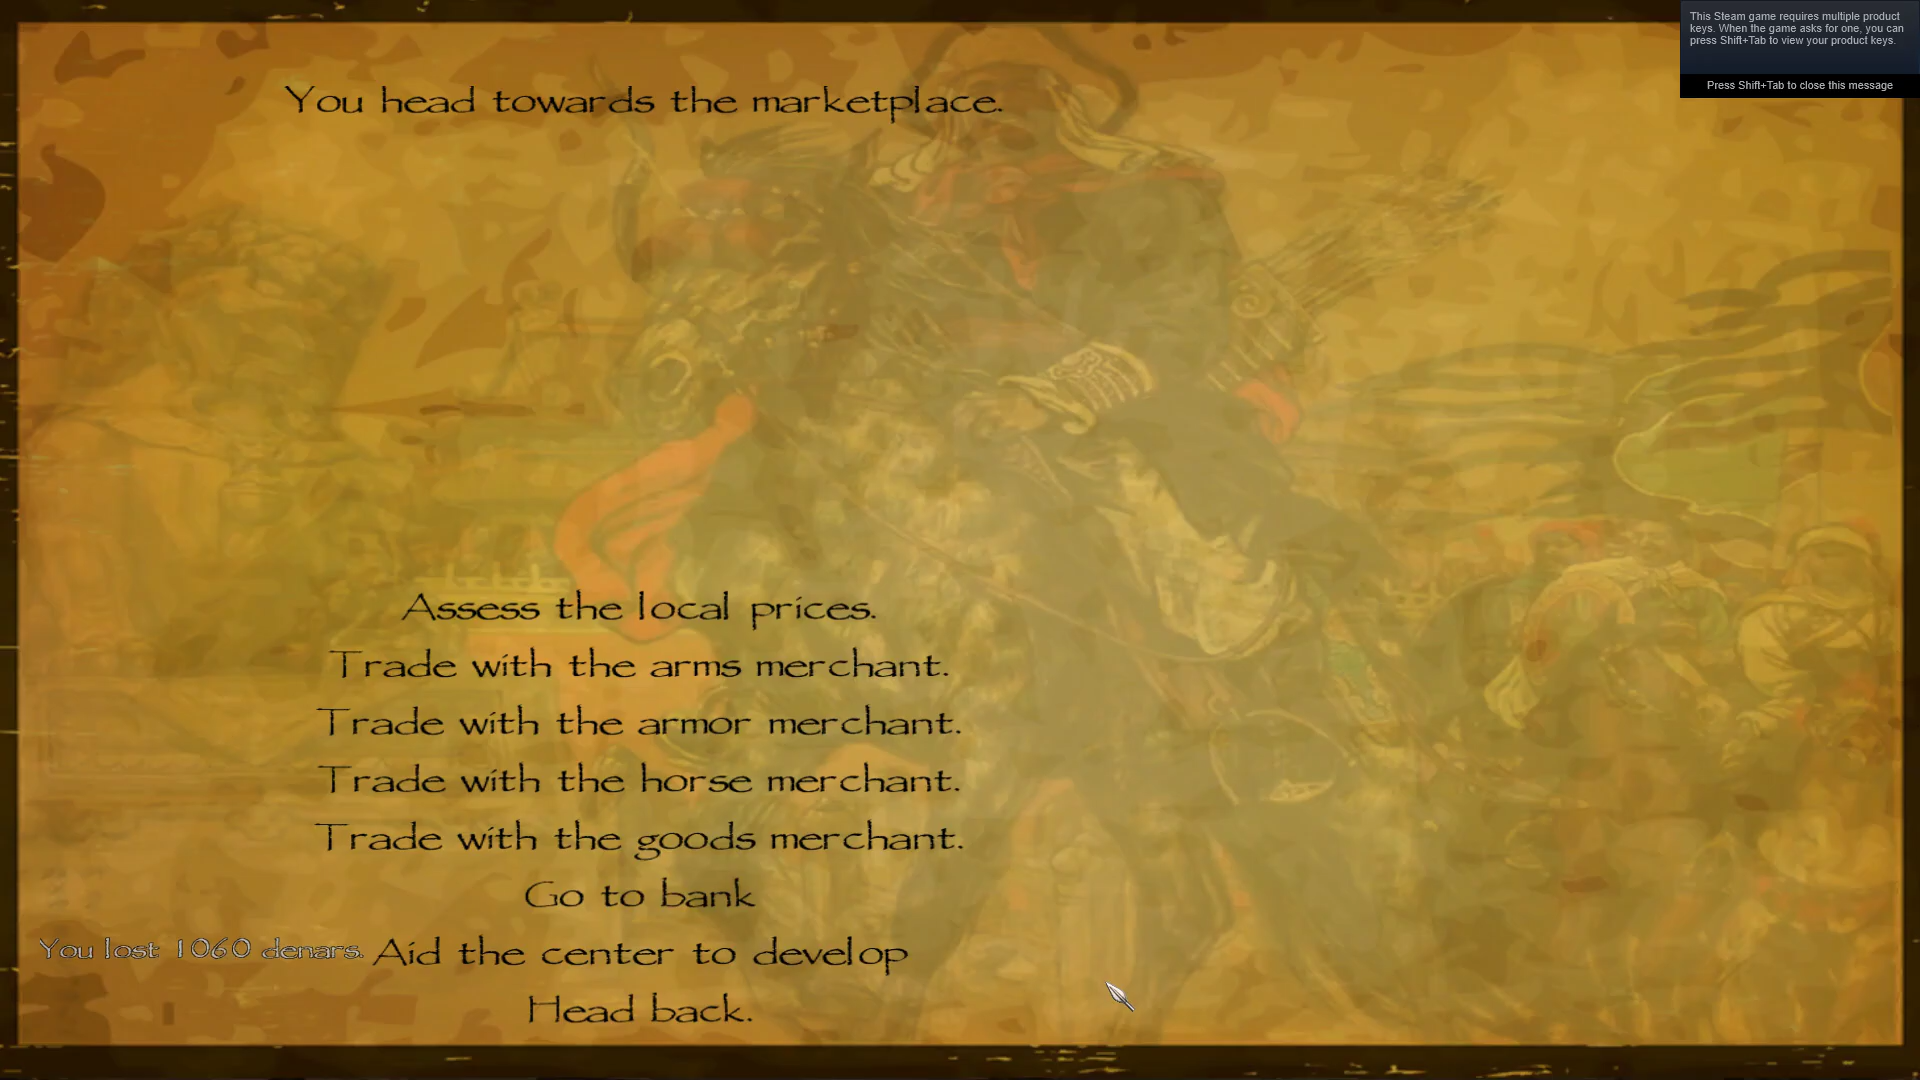 This Steam game requires multiple product
keys. When the game asks for one, you can
press Shift+Tab to view your product keys.
Press Shift+Tab to close this message
You head towards the marketplace.
Assess the local prices.
Trade with the arms merchant.
Trade with the armor merchant.
Trade with the horse merchant.
Trade with the goods merchant.
Go to bank
You lost 1060 denars.
Aid the center to develop
Head back.